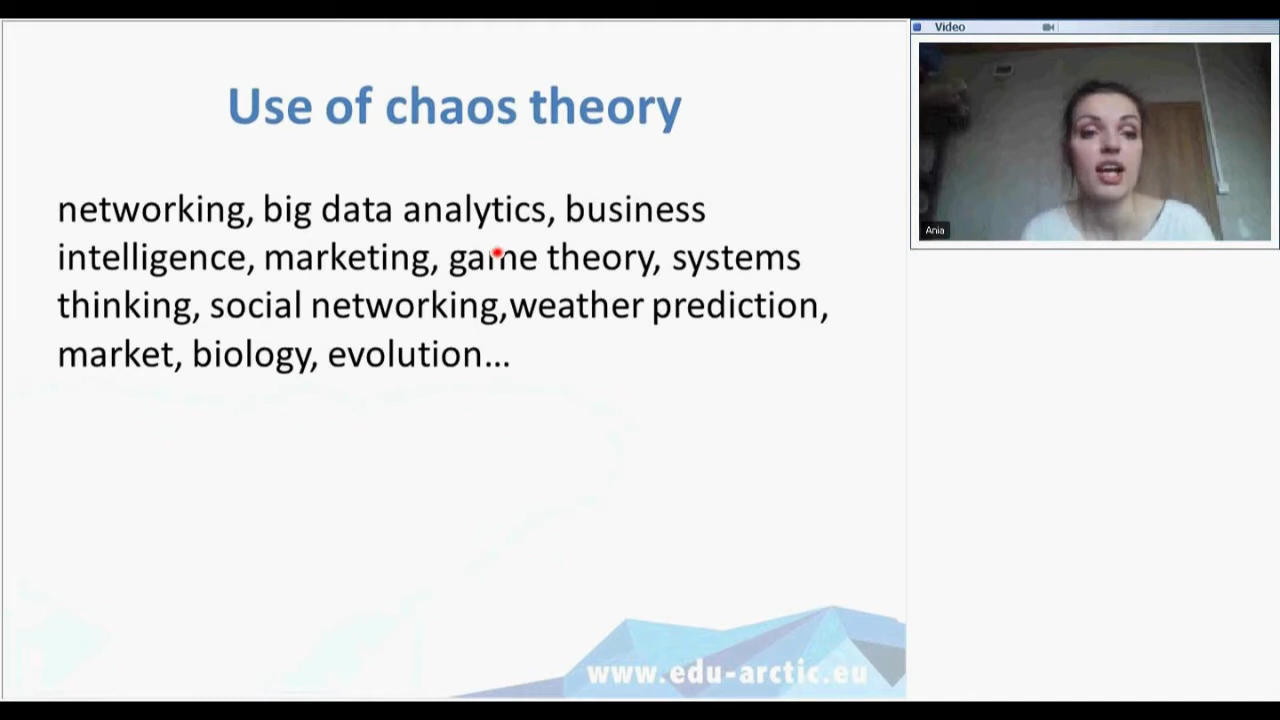 Use of chaos theory
networking, big data analytics, business
intelligence, marketing, game theory, systems
thinking, social networking,weather prediction,
market, biology, evolution...
www.edu-arctic.eu
Video
Ania